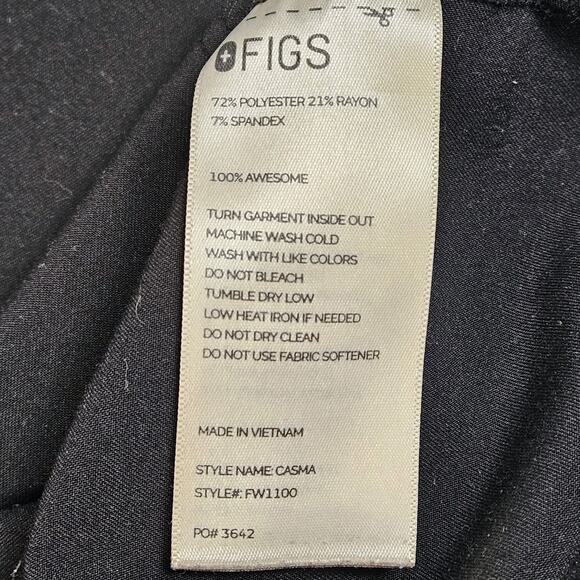 FIGS
72% POLYESTER 21% RAYON
7% SPANDEX
100% AWESOME
TURN GARMENT INSIDE OUT
MACHINE WASH COLD
WASH WITH LIKE COLORS
DO NOT BLEACH
TUMBLE DRY LOW
LOW HEAT IRON IF NEEDED
DO NOT DRY CLEAN
DO NOT USE FABRIC SOFTENER
MADE IN VIETNAM
STYLE NAME: CASMA
STYLE#: FW1100
PO# 3642